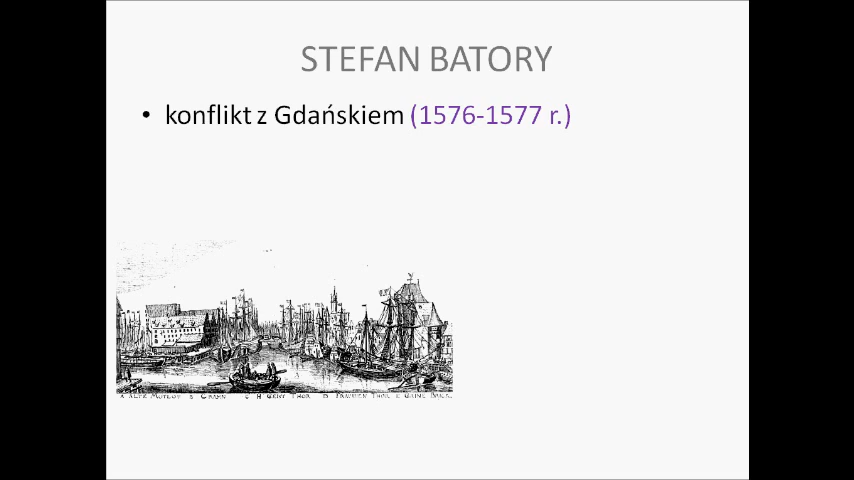 STEFAN BATORY
• konflikt z Gdańskiem (1576-1577 r.)